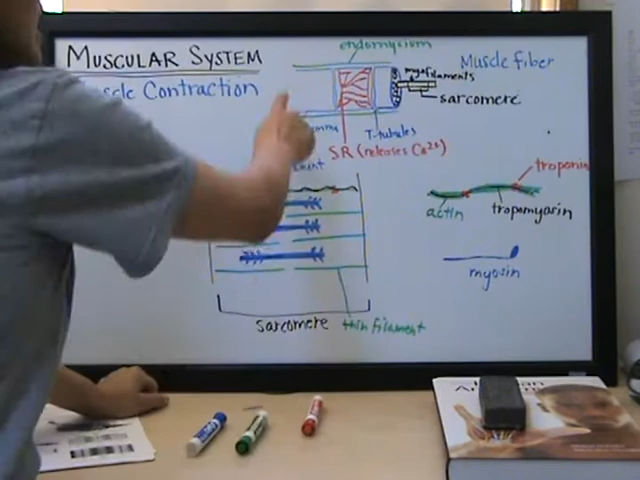 MUSCULAR SYSTEM
Contraction
endomysium
Muscle fiber
myofilaments
sarcomere
T-tubules
SR (releases Ca²⁺)
troponin
actin
tropomyosin
myosin
sarcomere
thin filament